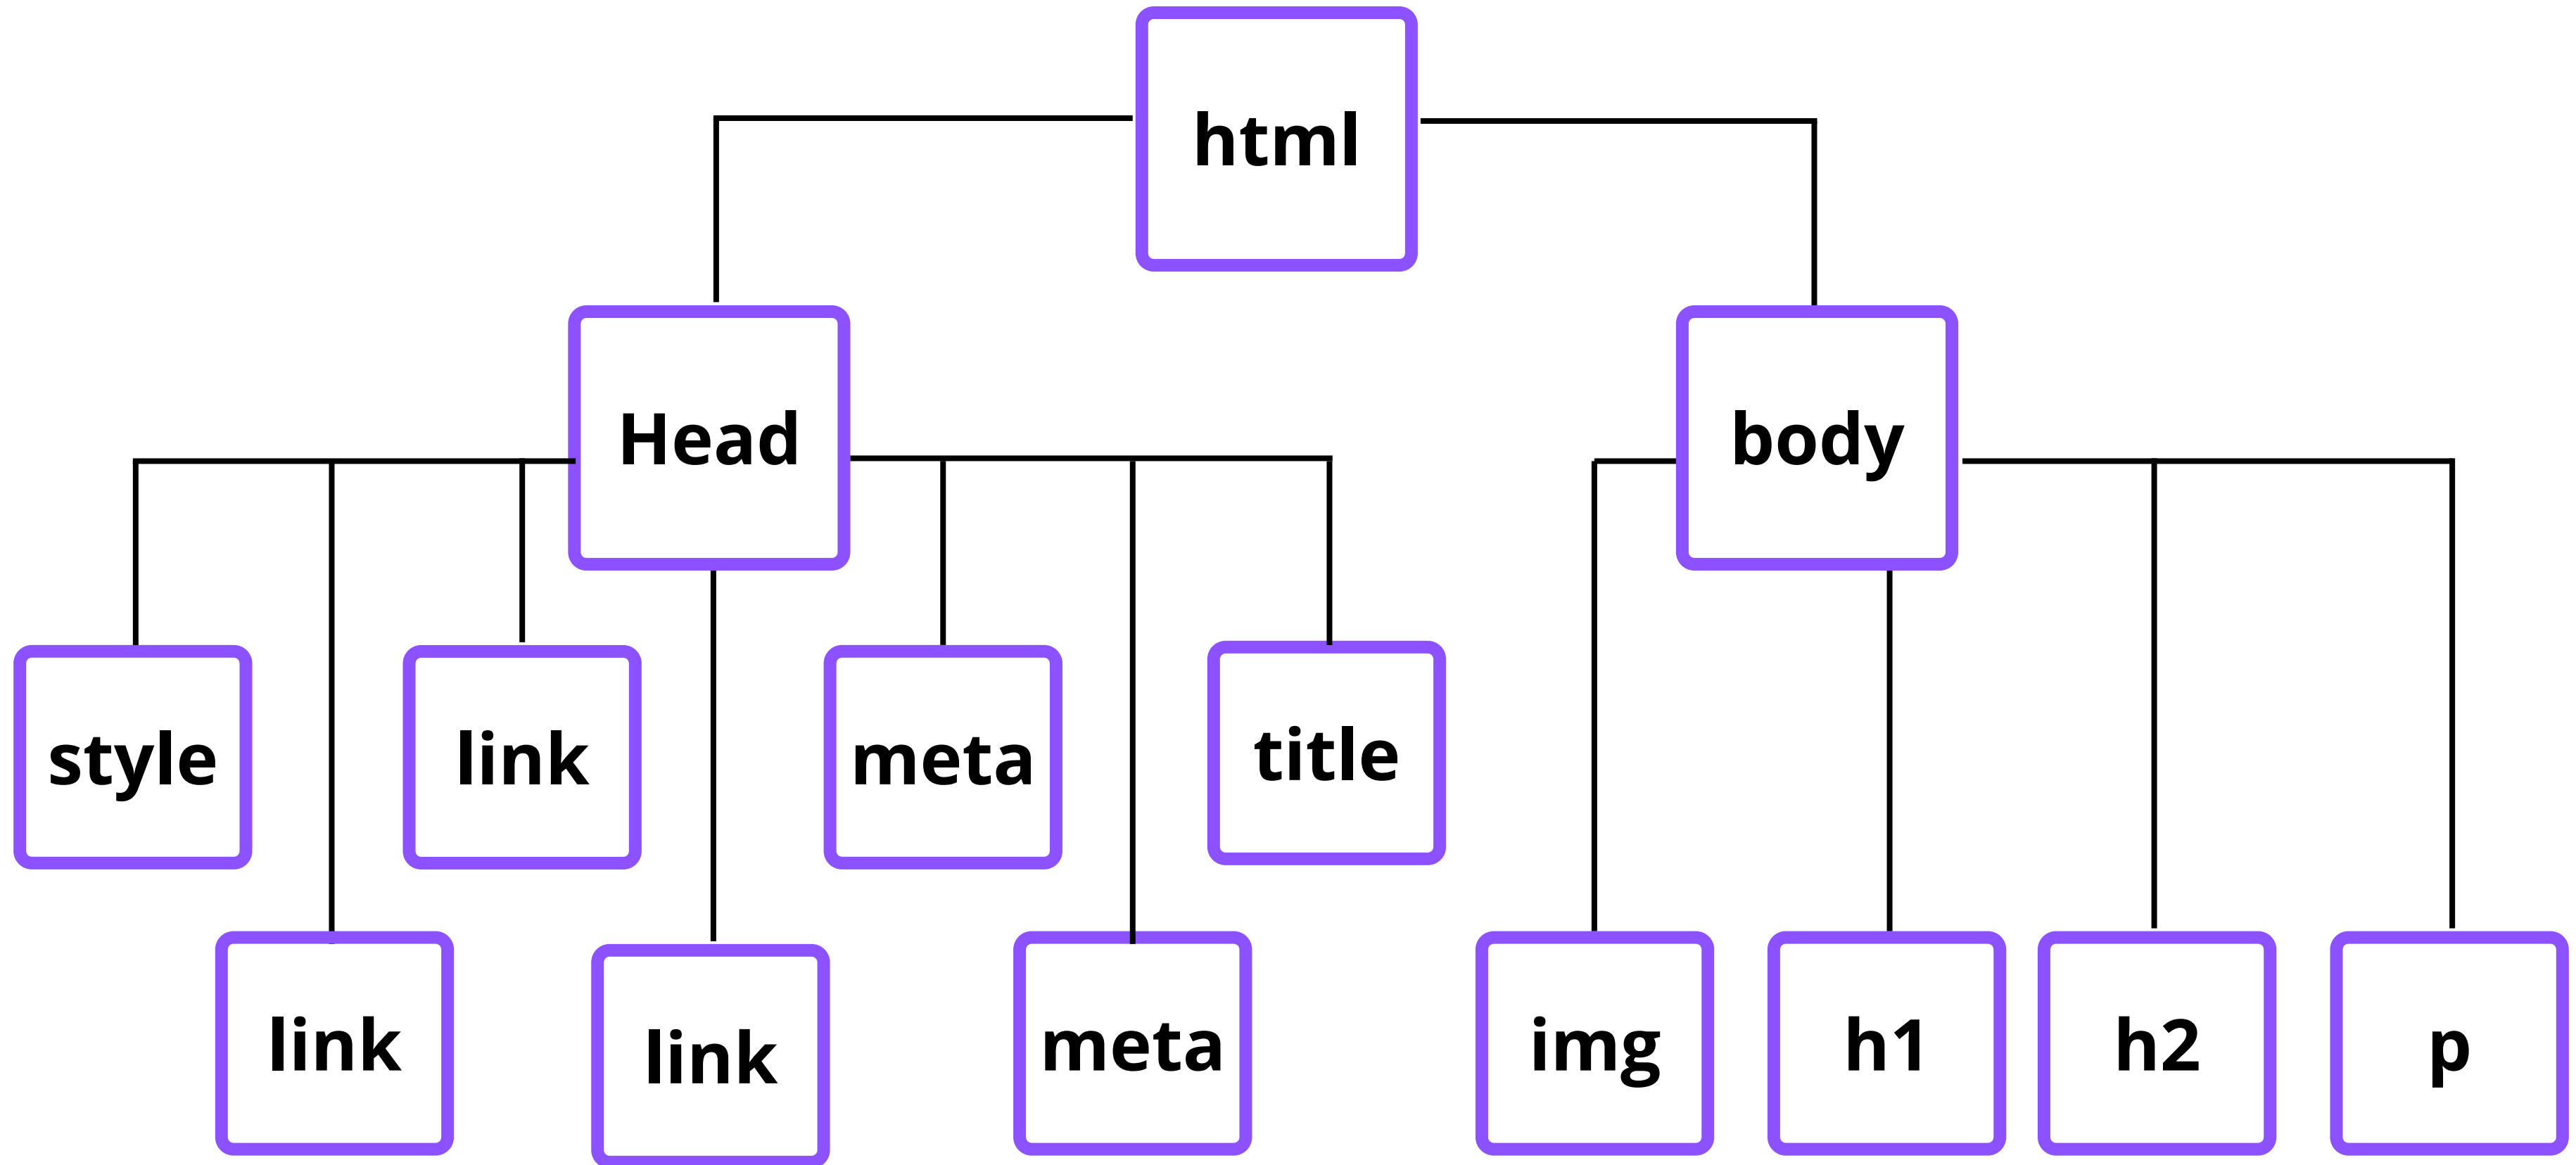 html
Head
body
style
link
meta
title
link
link
meta
img
h1
h2
p